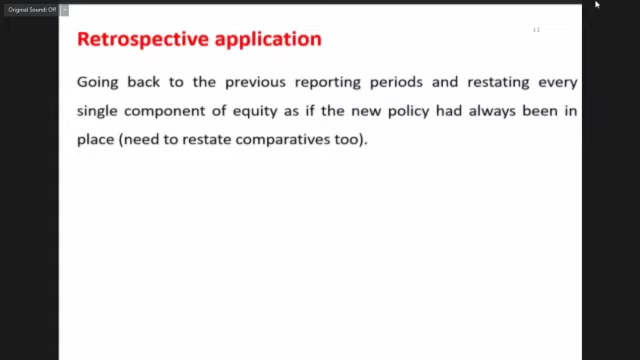 Original Sound: Off
11
Retrospective application
Going back to the previous reporting periods and restating every
single component of equity as if the new policy had always been in
place (need to restate comparatives too).